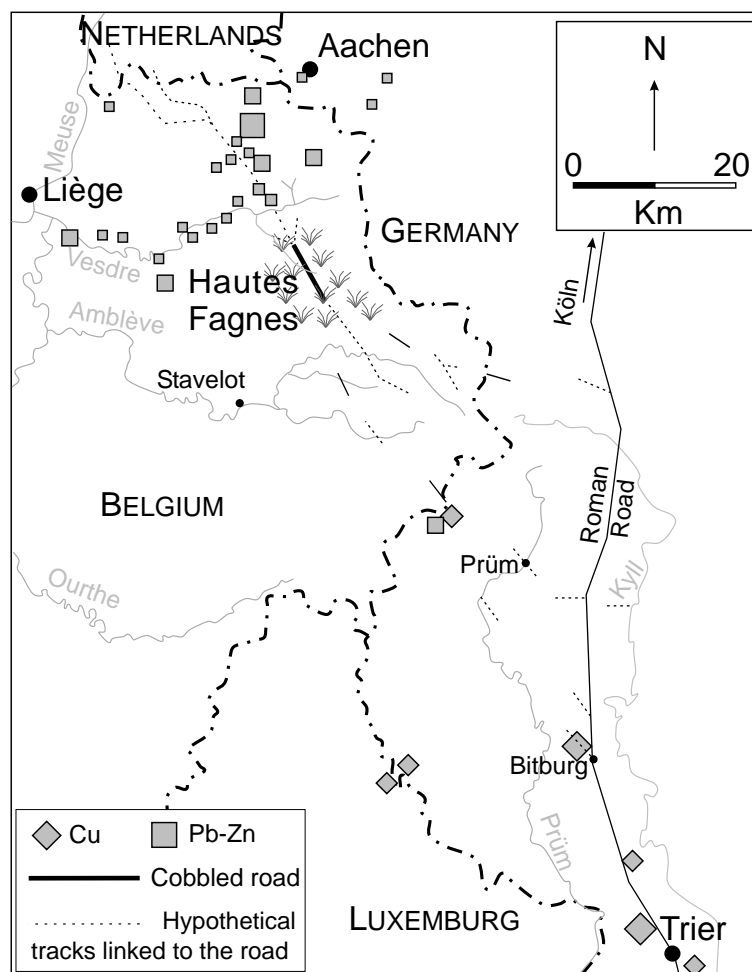 NETHERLANDS
Aachen
N
0 20
Km
Meuse
Liège
GERMANY
Vesdre
Hautes
Fagnes
Amblève
Köln
Stavelot
BELGIUM
Roman
Road
Prüm
Kyll
Ourthe
Bitburg
Prüm
LUXEMBURG
Trier
Cu Pb-Zn
Cobbled road
Hypothetical
tracks linked to the road